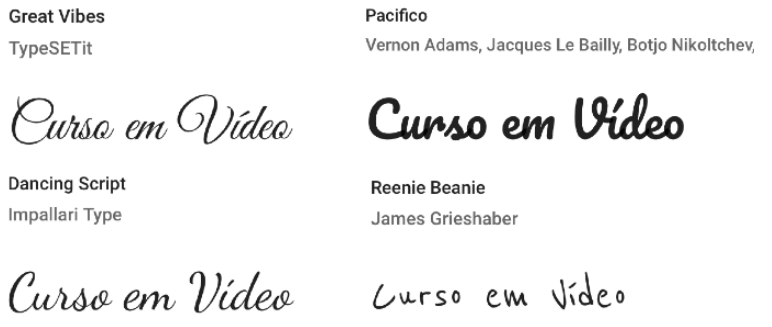 Great Vibes
TypeSETit
Curso em Vídeo
Pacifico
Vernon Adams, Jacques Le Bailly, Botjo Nikoltchev,
Curso em Vídeo
Dancing Script
Impallari Type
Curso em Vídeo
Reenie Beanie
James Grieshaber
Curso em Vídeo